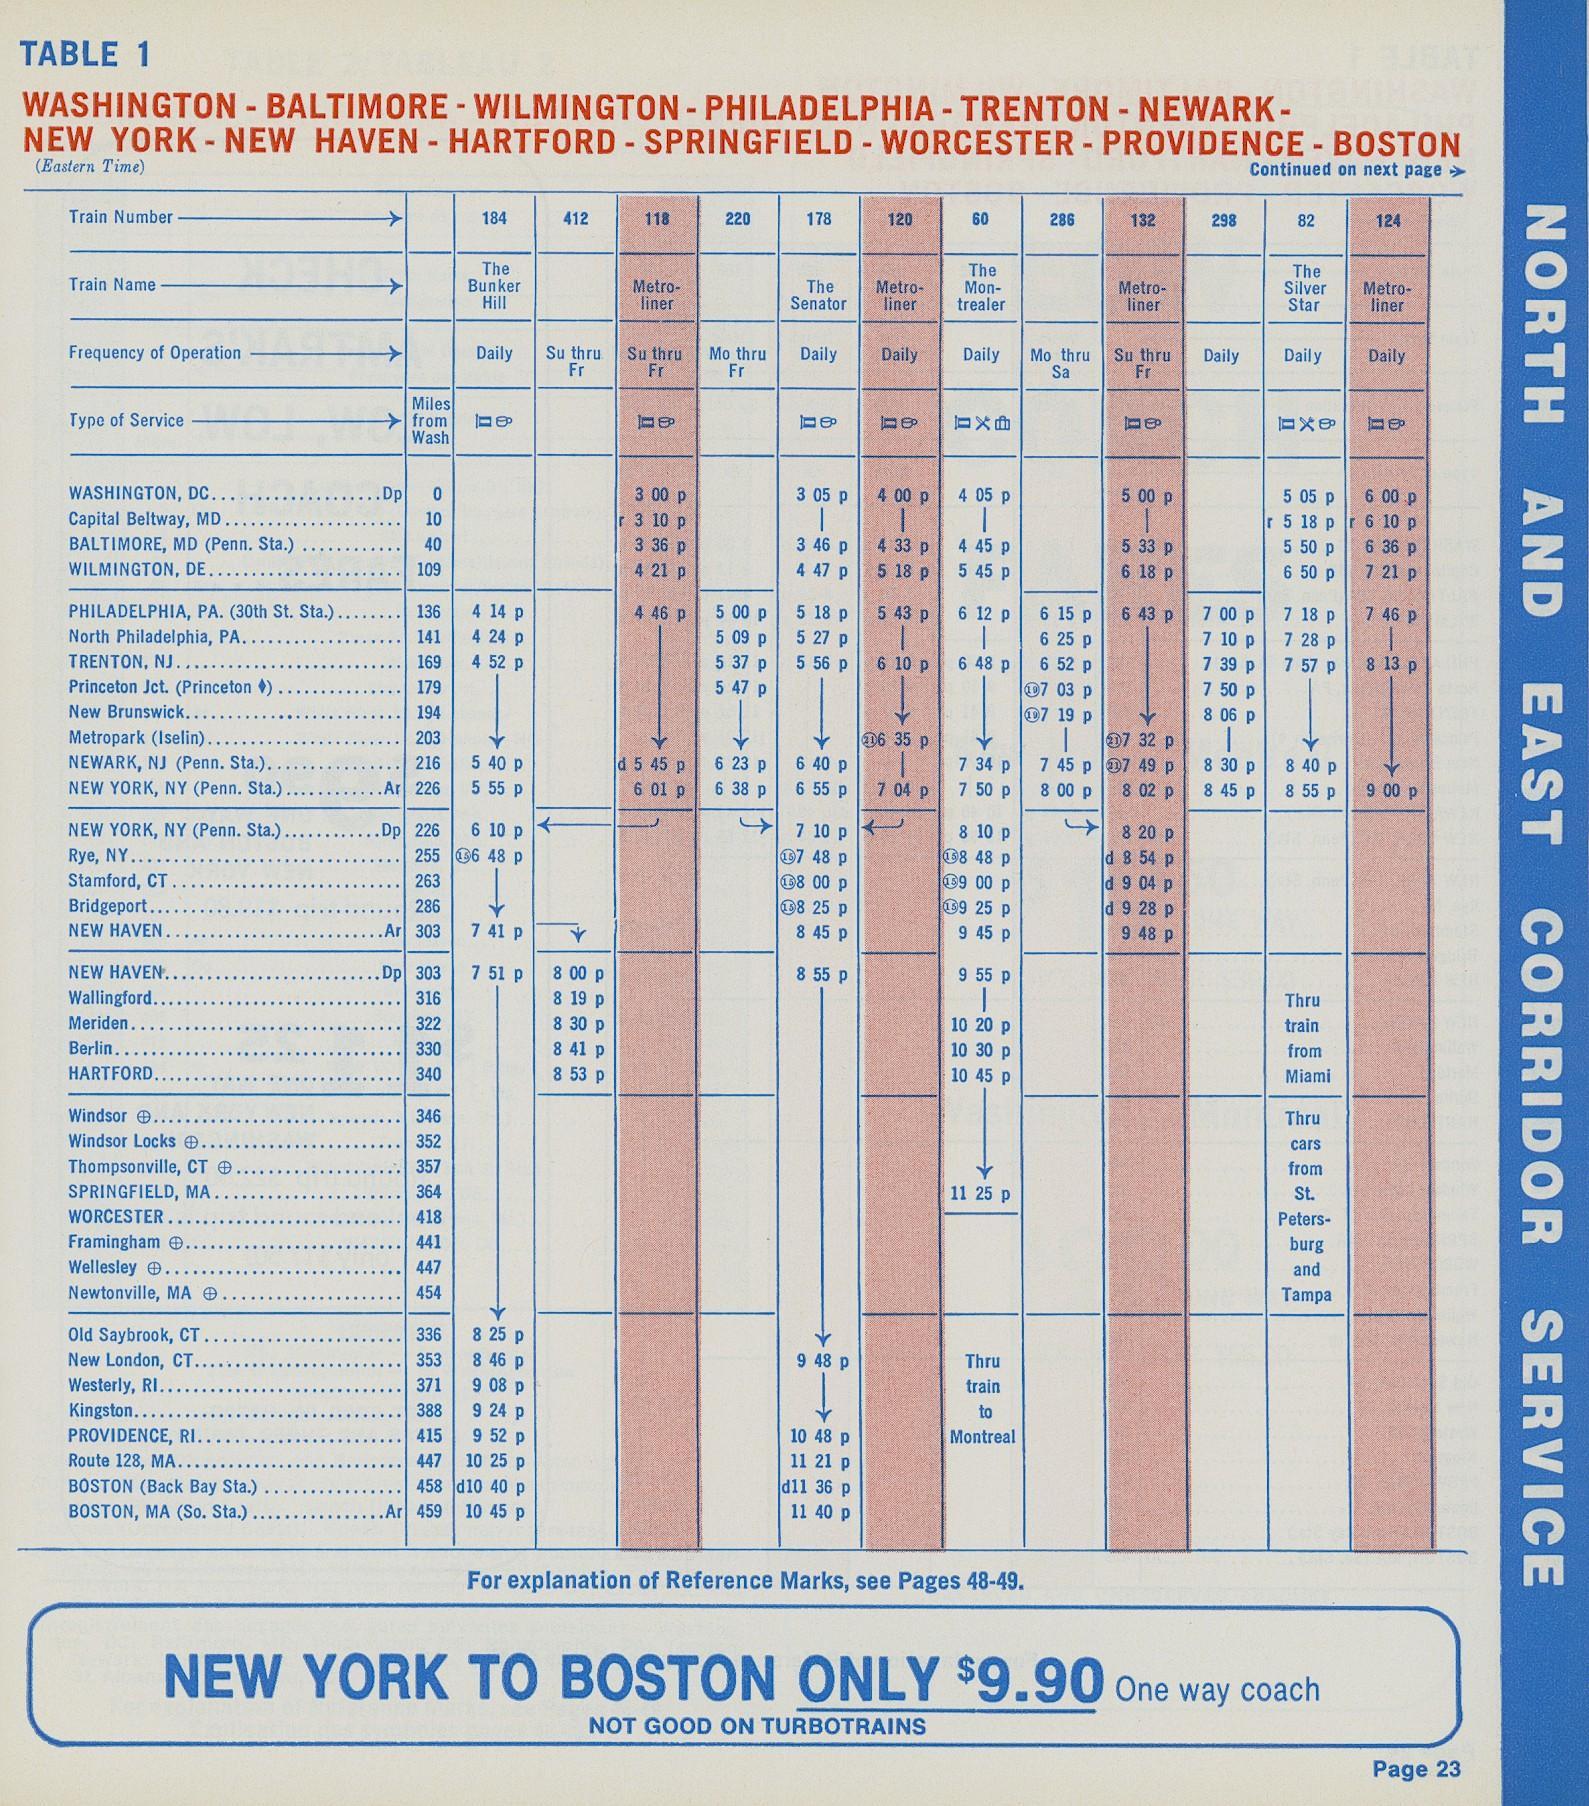 TABLE 1
WASHINGTON - BALTIMORE - WILMINGTON - PHILADELPHIA - TRENTON - NEWARK -
NEW YORK - NEW HAVEN - HARTFORD - SPRINGFIELD - WORCESTER - PROVIDENCE - BOSTON
(Eastern Time) Continued on next page
Train Number 184 412 118 220 178 120 60 286 132 298 82 124
Train Name The Bunker Hill Metro-liner The Senator Metro-liner The Mon-trealer Metro-liner The Silver Star Metro-liner
Frequency of Operation Daily Su thru Fr Su thru Fr Mo thru Fr Daily Daily Daily Mo thru Sa Su thru Fr Daily Daily Daily
Type of Service Miles from Wash
WASHINGTON, DC....................Dp 0 3 00 p 3 05 p 4 00 p 4 05 p 5 00 p 5 05 p 6 00 p
Capital Beltway, MD 10 r 3 10 p r 5 18 p r 6 10 p
BALTIMORE, MD (Penn. Sta.) 40 3 36 p 3 46 p 4 33 p 4 45 p 5 33 p 5 50 p 6 36 p
WILMINGTON, DE 109 4 21 p 4 47 p 5 18 p 5 45 p 6 18 p 6 50 p 7 21 p
PHILADELPHIA, PA. (30th St. Sta.) 136 4 14 p 4 46 p 5 00 p 5 18 p 5 43 p 6 12 p 6 15 p 6 43 p 7 00 p 7 18 p 7 46 p
North Philadelphia, PA 141 4 24 p 5 09 p 5 27 p 6 25 p 7 10 p 7 28 p
TRENTON, NJ 169 4 52 p 5 37 p 5 56 p 6 10 p 6 48 p 6 52 p 7 39 p 7 57 p 8 13 p
Princeton Jct. (Princeton ♦) 179 5 47 p ⑲7 03 p 7 50 p
New Brunswick 194 ⑲7 19 p 8 06 p
Metropark (Iselin) 203 ㉑6 35 p ㉑7 32 p
NEWARK, NJ (Penn. Sta.) 216 5 40 p d 5 45 p 6 23 p 6 40 p 7 34 p 7 45 p ㉑7 49 p 8 30 p 8 40 p
NEW YORK, NY (Penn. Sta.) Ar 226 5 55 p 6 01 p 6 38 p 6 55 p 7 04 p 7 50 p 8 00 p 8 02 p 8 45 p 8 55 p 9 00 p
NEW YORK, NY (Penn. Sta.) Dp 226 6 10 p 7 10 p 8 10 p 8 20 p
Rye, NY 255 ⑮6 48 p ⑮7 48 p ⑮8 48 p d 8 54 p
Stamford, CT 263 ⑮8 00 p ⑮9 00 p d 9 04 p
Bridgeport 286 ⑮8 25 p ⑮9 25 p d 9 28 p
NEW HAVEN Ar 303 7 41 p 8 45 p 9 45 p 9 48 p
NEW HAVEN Dp 303 7 51 p 8 00 p 8 55 p 9 55 p
Wallingford 316 8 19 p Thru
Meriden 322 8 30 p 10 20 p train
Berlin 330 8 41 p 10 30 p from
HARTFORD 340 8 53 p 10 45 p Miami
Windsor ⊕ 346 Thru
Windsor Locks ⊕ 352 cars
Thompsonville, CT ⊕ 357 from
SPRINGFIELD, MA 364 11 25 p St.
WORCESTER 418 Peters-
Framingham ⊕ 441 burg
Wellesley ⊕ 447 and
Newtonville, MA ⊕ 454 Tampa
Old Saybrook, CT 336 8 25 p
New London, CT 353 8 46 p 9 48 p Thru
Westerly, RI 371 9 08 p train
Kingston 388 9 24 p to
PROVIDENCE, RI 415 9 52 p 10 48 p Montreal
Route 128, MA 447 10 25 p 11 21 p
BOSTON (Back Bay Sta.) 458 d10 40 p d11 36 p
BOSTON, MA (So. Sta.) Ar 459 10 45 p 11 40 p
For explanation of Reference Marks, see Pages 48-49.
NEW YORK TO BOSTON ONLY $9.90 One way coach
NOT GOOD ON TURBOTRAINS
Page 23
NORTH AND EAST CORRIDOR SERVICE